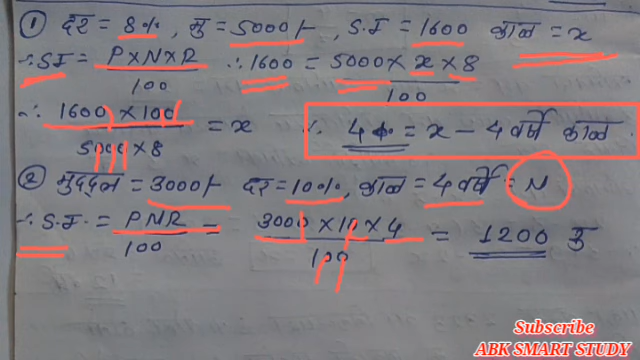 ① दर = 8%, मु = 5000/-, S.I = 1600 काल = x
∴ S.I = P×N×R / 100 ∴ 1600 = 5000 × x × 8 / 100
∴ 1600 × 100 / 5000 × 8 = x ∴ 4 = x – 4 वर्षे काल
② मुद्दल = 3000/- दर = 10%, काल = 4 वर्षे = N
∴ S.I. = PNR / 100 = 3000 × 10 × 4 / 100 = 1200 रु
Subscribe
ABK SMART STUDY